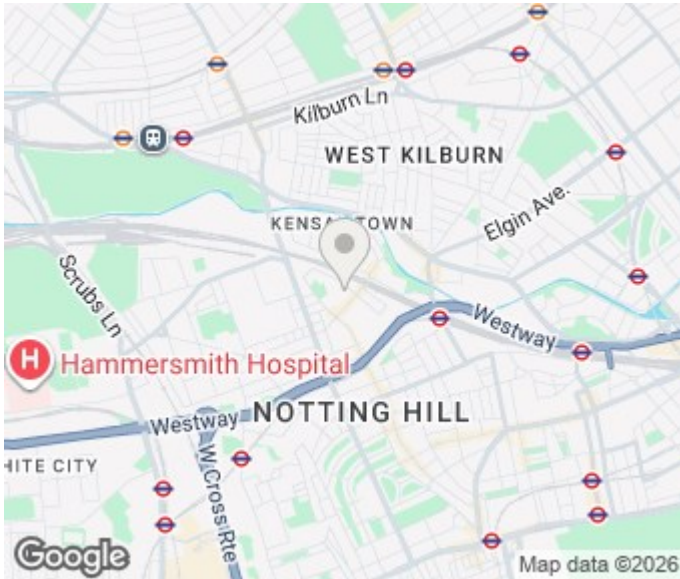 Kilburn Ln
WEST KILBURN
Elgin Ave.
Scrubs Ln
Westway
H
Hammersmith Hospital
Westway
NOTTING HILL
W Cross Rte
HITE CITY
Google
Map data ©2026